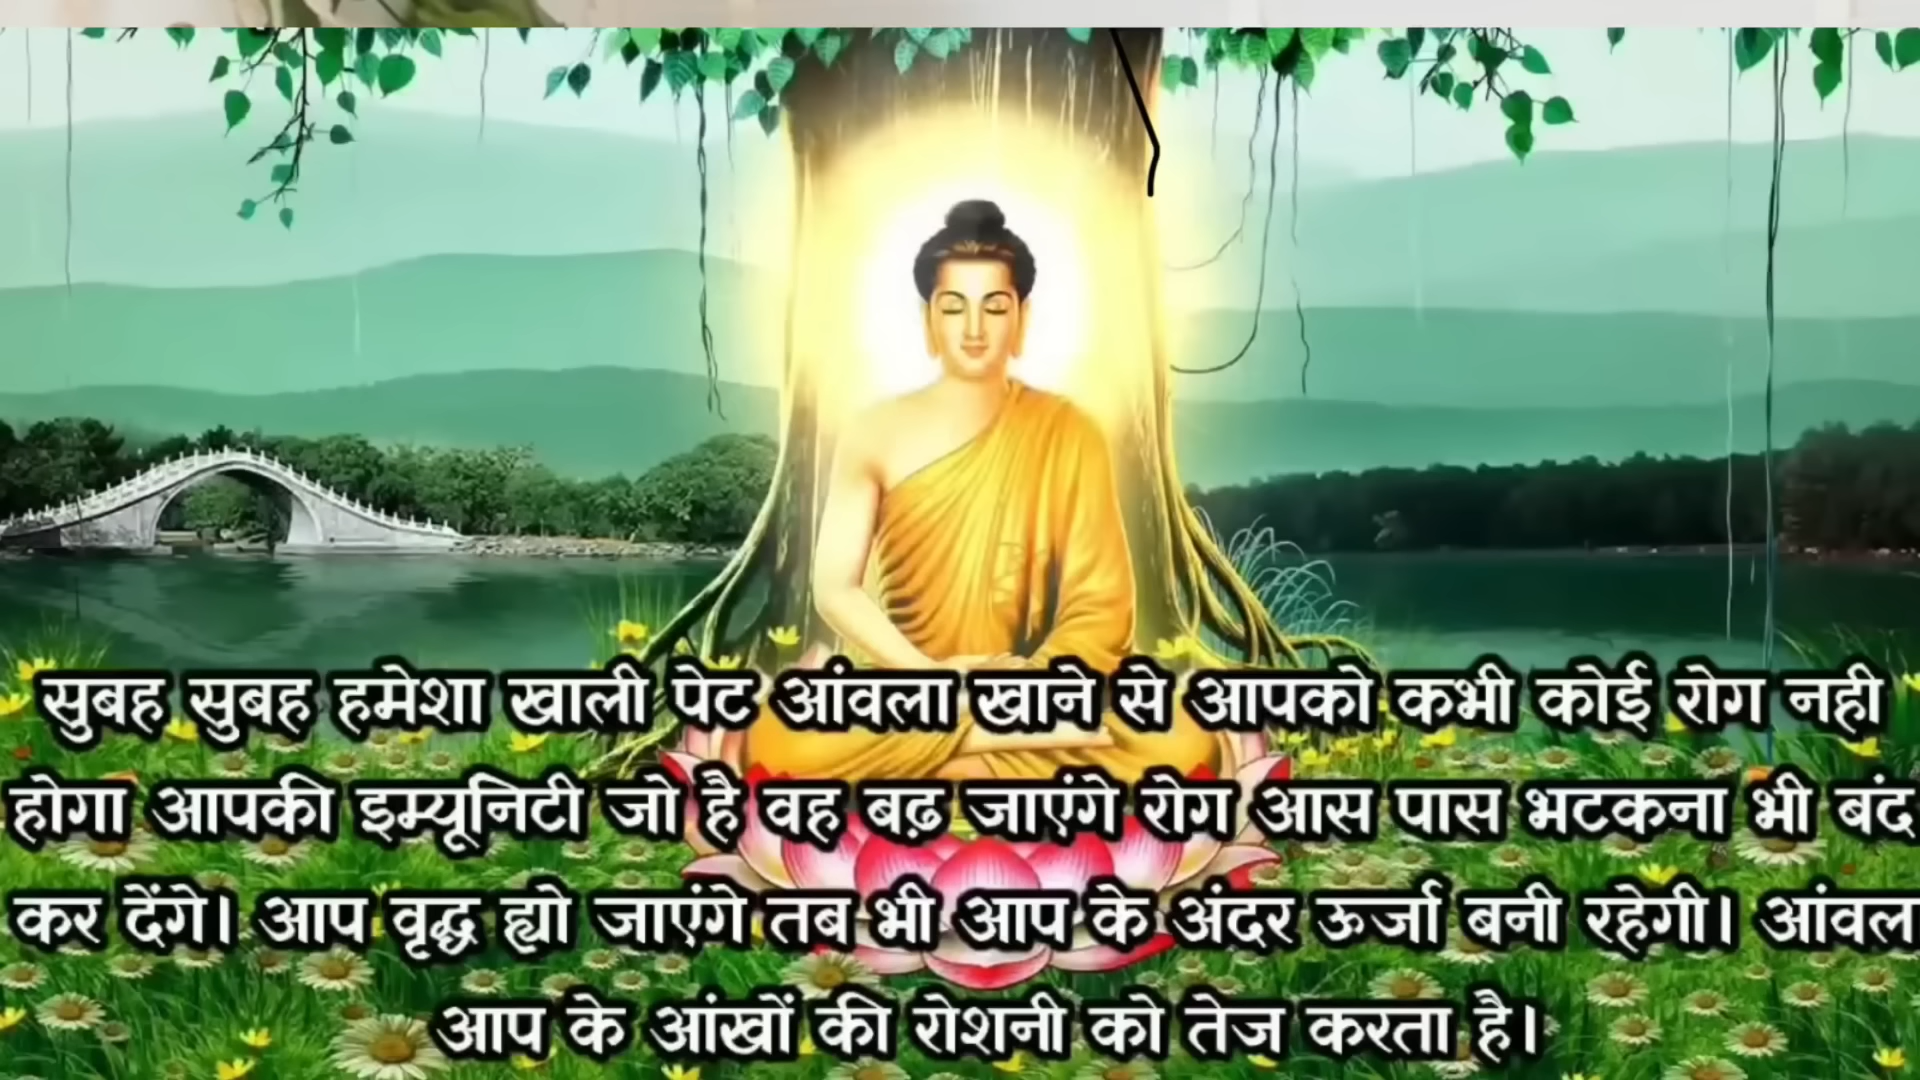 सुबह सुबह हमेशा खाली पेट आंवला खाने से आपको कभी कोई रोग नही
होगा आपकी इम्यूनिटी जो है वह बढ़ जाएंगे रोग आस पास भटकना भी बंद
कर देंगे। आप वृद्ध ह्यो जाएंगे तब भी आप के अंदर ऊर्जा बनी रहेगी। आंवला
आप के आंखों की रोशनी को तेज करता है।